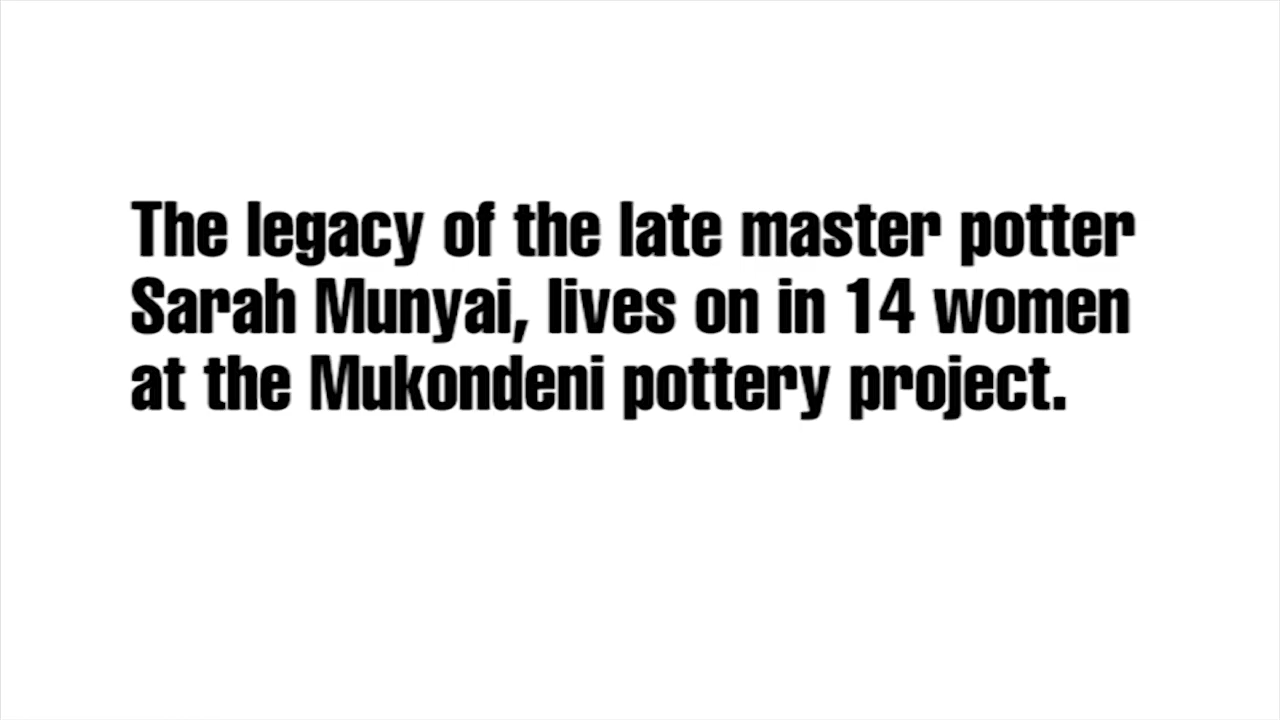 The legacy of the late master potter
Sarah Munyai, lives on in 14 women
at the Mukondeni pottery project.